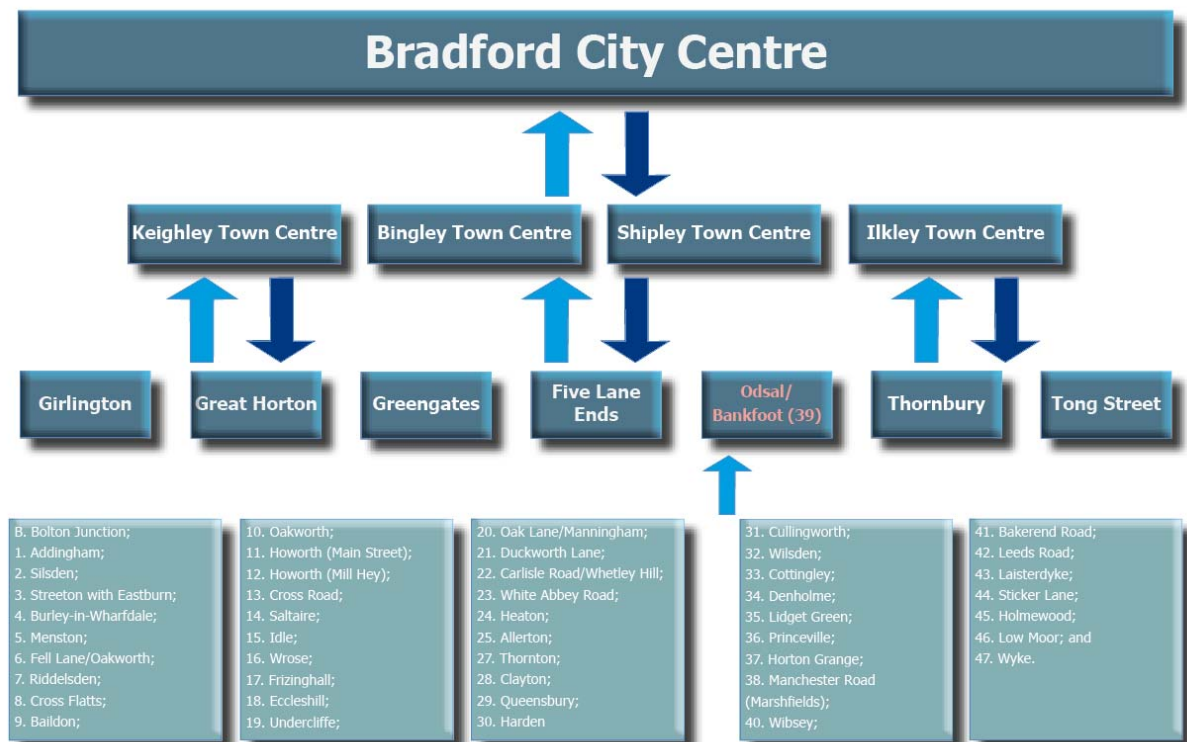 Bradford City Centre
Keighley Town Centre
Bingley Town Centre
Shipley Town Centre
Ilkley Town Centre
Girlington
Great Horton
Greengates
Five Lane
Ends
Odsal/
Bankfoot (39)
Thornbury
Tong Street
B. Bolton Junction;
1. Addingham;
2. Silsden;
3. Streeton with Eastburn;
4. Burley-in-Wharfdale;
5. Menston;
6. Fell Lane/Oakworth;
7. Riddelsden;
8. Cross Flatts;
9. Baildon;
10. Oakworth;
11. Howorth (Main Street);
12. Howorth (Mill Hey);
13. Cross Road;
14. Saltaire;
15. Idle;
16. Wrose;
17. Frizinghall;
18. Eccleshill;
19. Undercliffe;
20. Oak Lane/Manningham;
21. Duckworth Lane;
22. Carlisle Road/Whetley Hill;
23. White Abbey Road;
24. Heaton;
25. Allerton;
27. Thornton;
28. Clayton;
29. Queensbury;
30. Harden
31. Cullingworth;
32. Wilsden;
33. Cottingley;
34. Denholme;
35. Lidget Green;
36. Princeville;
37. Horton Grange;
38. Manchester Road
(Marshfields);
40. Wibsey;
41. Bakerend Road;
42. Leeds Road;
43. Laisterdyke;
44. Sticker Lane;
45. Holmewood;
46. Low Moor; and
47. Wyke.